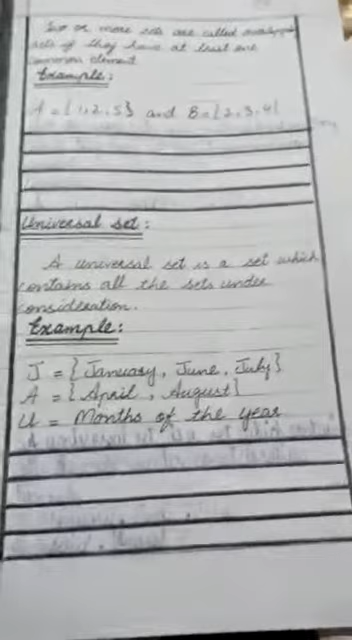 Two or more sets are called overlapping
sets if they have at least one
common element
Example:
A = {1, 2, 5} and B = {2, 3, 4}
Universal set:
A universal set is a set which
contains all the sets under
consideration.
Example:
J = {January, June, July}
A = {April, August}
U = Months of the year